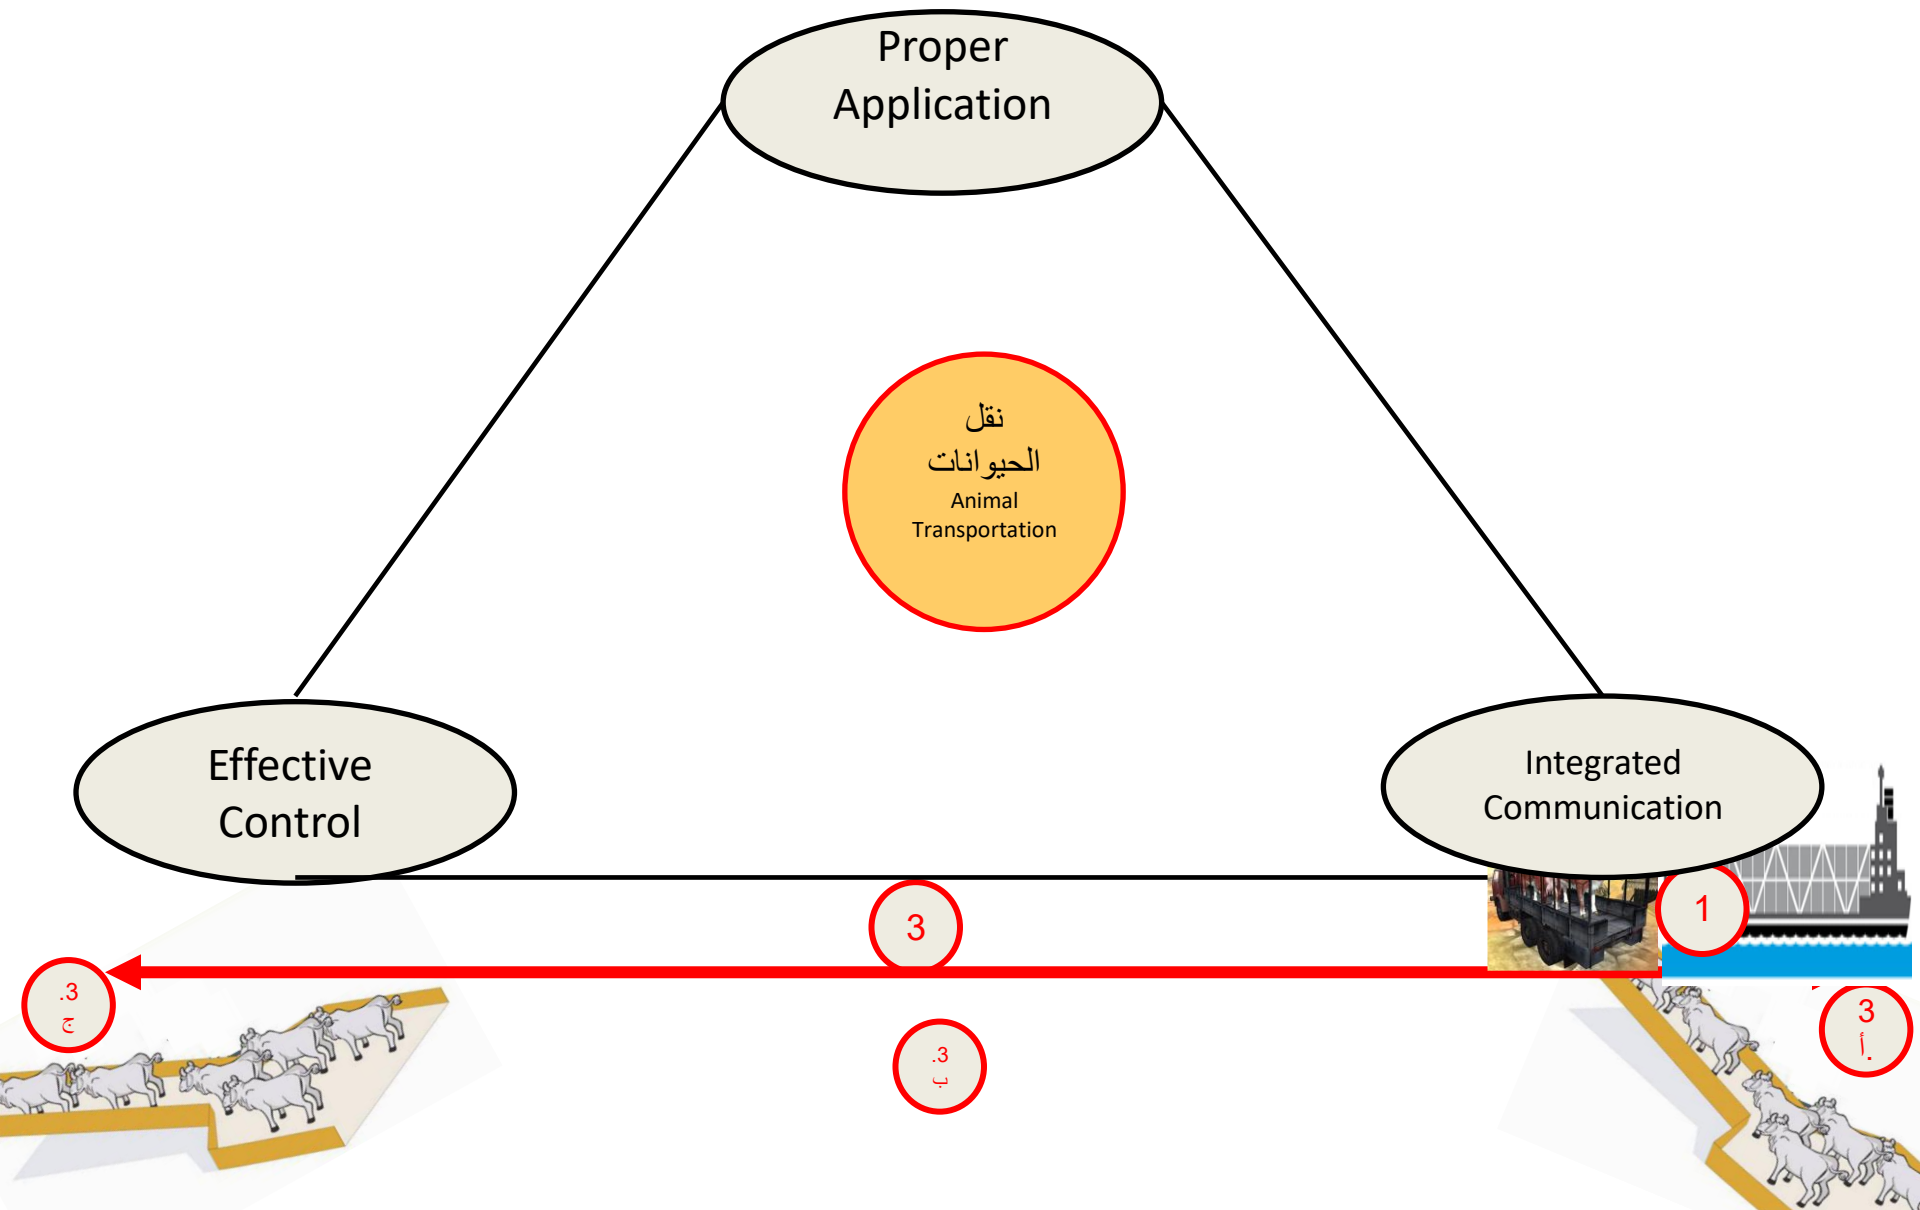 Proper
Application
نقل
الحيوانات
Animal
Transportation
Effective
Control
Integrated
Communication
3
1
3.
ج
3
أ.
3.
ب